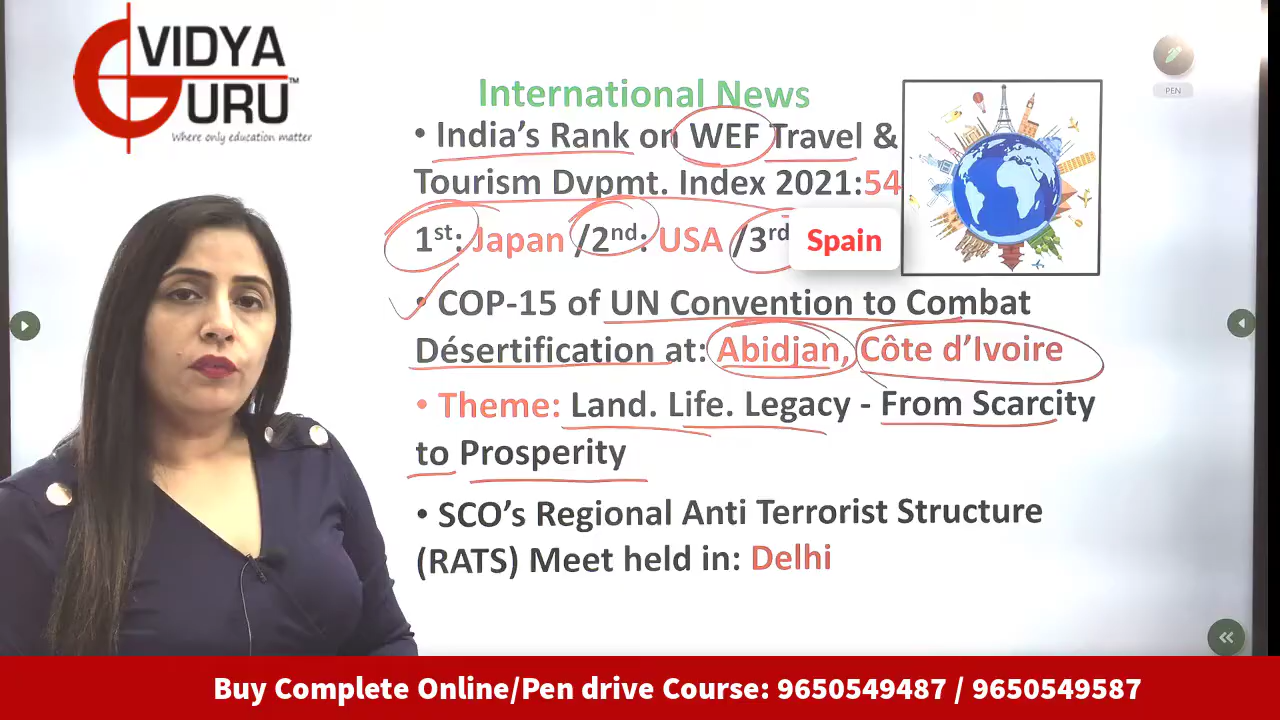 VIDYA
GURU™
Where only education matter
PEN
International News
• India's Rank on WEF Travel &
Tourism Dvpmt. Index 2021:54
1st: Japan /2nd: USA /3rd Spain
• COP-15 of UN Convention to Combat
Désertification at: Abidjan, Côte d'Ivoire
• Theme: Land. Life. Legacy - From Scarcity
to Prosperity
• SCO's Regional Anti Terrorist Structure
(RATS) Meet held in: Delhi
Buy Complete Online/Pen drive Course: 9650549487 / 9650549587